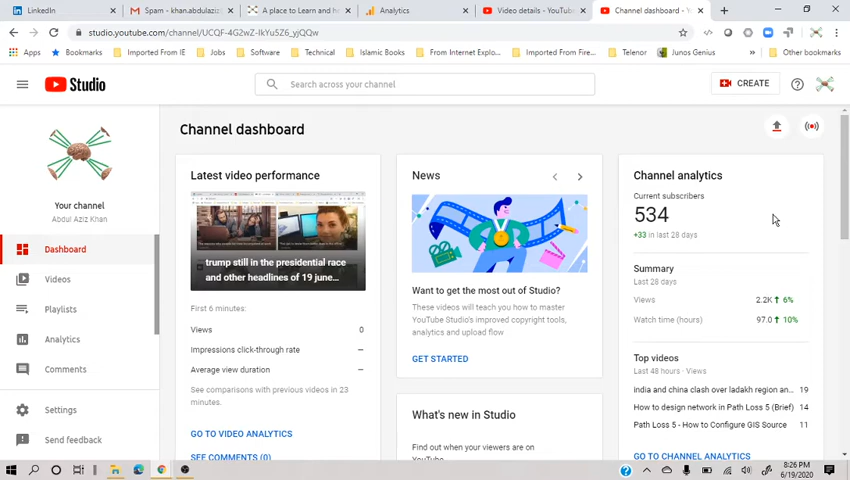 LinkedIn
Spam - khan.abdulaziz
A place to Learn and h
Analytics
Video details - YouTub
Channel dashboard - Y
studio.youtube.com/channel/UCQF-4G2wZ-IkYu5Z6_yjQQw
Apps
Bookmarks
Imported From IE
Jobs
Software
Technical
Islamic Books
From Internet Explo...
Imported From Fire...
Telenor
Junos Genius
»
Other bookmarks
Studio
Search across your channel
CREATE
Your channel
Abdul Aziz Khan
Dashboard
Videos
Playlists
Analytics
Comments
Settings
Send feedback
Channel dashboard
Latest video performance
trump still in the presidential race
and other headlines of 19 june...
First 6 minutes:
Views 0
Impressions click-through rate —
Average view duration —
See comparisons with previous videos in 23
minutes.
GO TO VIDEO ANALYTICS
SEE COMMENTS (0)
News
Want to get the most out of Studio?
These videos will teach you how to master
YouTube Studio's improved copyright tools,
analytics and upload flow
GET STARTED
What's new in Studio
Find out when your viewers are on
YouTube
Channel analytics
Current subscribers
534
+33 in last 28 days
Summary
Last 28 days
Views 2.2K 6%
Watch time (hours) 97.0 10%
Top videos
Last 48 hours · Views
india and china clash over ladakh region an... 19
How to design network in Path Loss 5 (Brief) 14
Path Loss 5 - How to Configure GIS Source 11
GO TO CHANNEL ANALYTICS
8:26 PM
6/19/2020